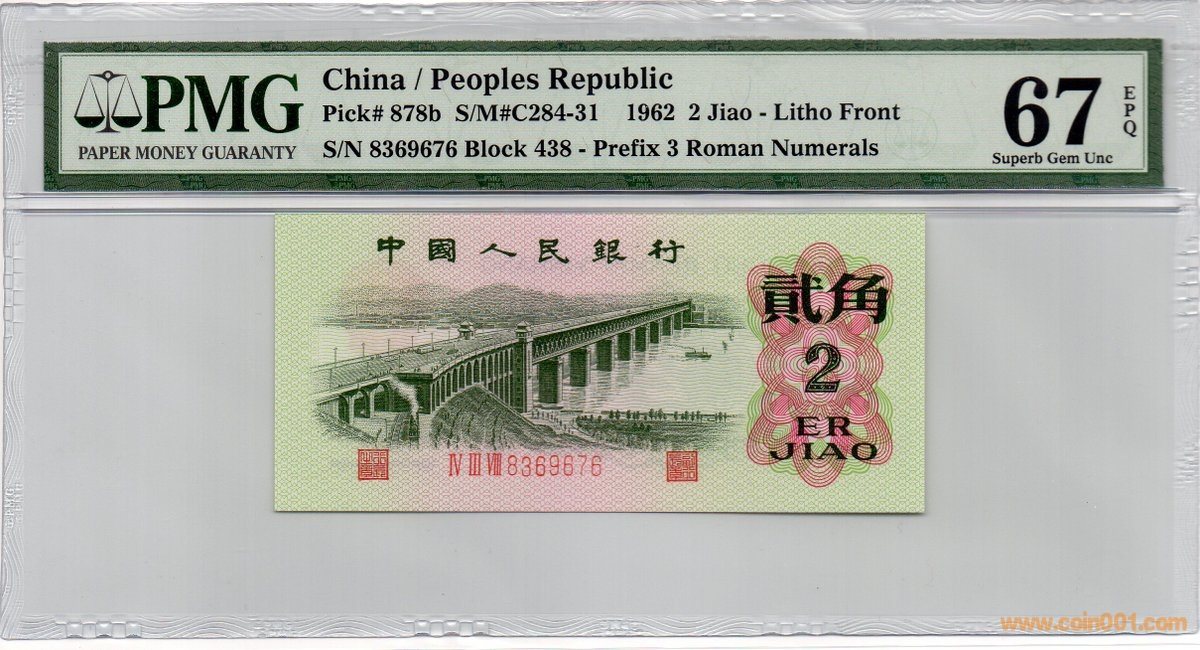 PMG
PAPER MONEY GUARANTY
China / Peoples Republic
Pick# 878b S/M#C284-31 1962 2 Jiao - Litho Front
S/N 8369676 Block 438 - Prefix 3 Roman Numerals
67
EPQ
Superb Gem Unc
中國人民銀行
貳角
2
ER
JIAO
Ⅳ Ⅲ Ⅷ 8369676
www.coin001.com